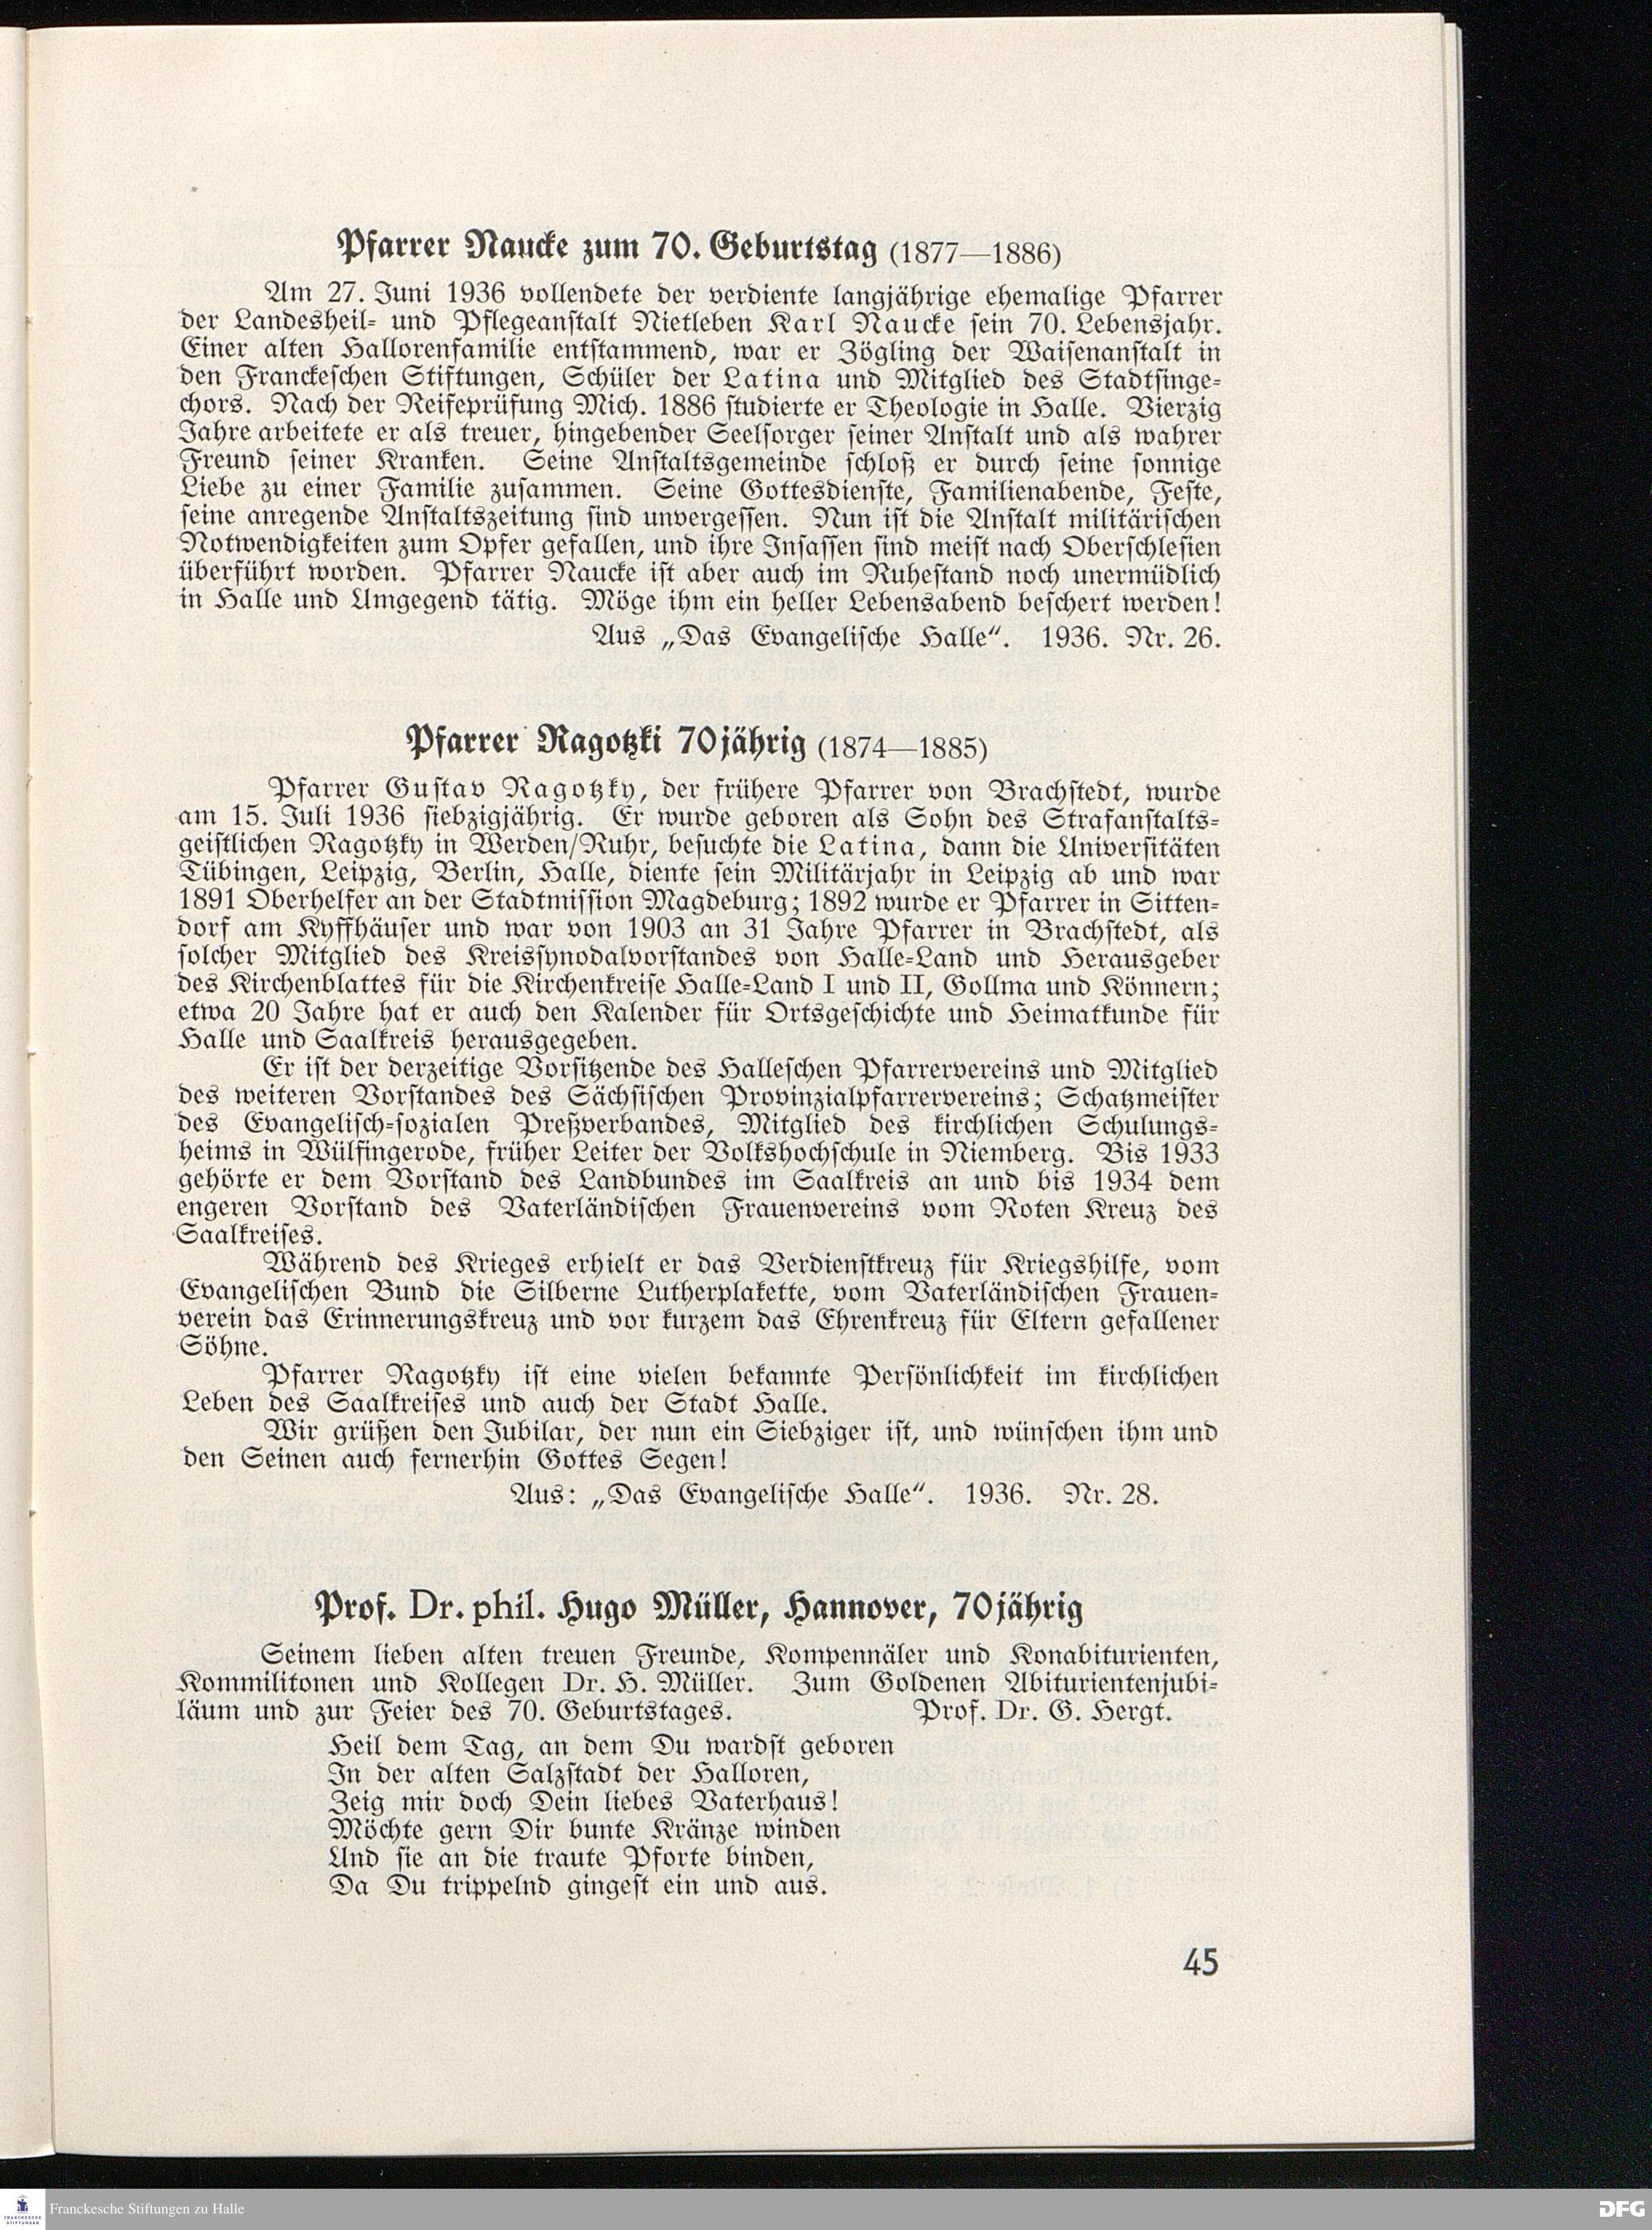 Pfarrer Naucke zum 70. Geburtstag (1877—1886)
Am 27. Juni 1936 vollendete der verdiente langjährige ehemalige Pfarrer
der Landesheil- und Pflegeanstalt Nietleben Karl Naucke sein 70. Lebensjahr.
Einer alten Hallorenfamilie entstammend, war er Zögling der Waisenanstalt in
den Franckeschen Stiftungen, Schüler der Latina und Mitglied des Stadtsinge-
chors. Nach der Reifeprüfung Mich. 1886 studierte er Theologie in Halle. Vierzig
Jahre arbeitete er als treuer, hingebender Seelsorger seiner Anstalt und als wahrer
Freund seiner Kranken. Seine Anstaltsgemeinde schloß er durch seine sonnige
Liebe zu einer Familie zusammen. Seine Gottesdienste, Familienabende, Feste,
seine anregende Anstaltszeitung sind unvergessen. Nun ist die Anstalt militärischen
Notwendigkeiten zum Opfer gefallen, und ihre Insassen sind meist nach Oberschlesien
überführt worden. Pfarrer Naucke ist aber auch im Ruhestand noch unermüdlich
in Halle und Umgegend tätig. Möge ihm ein heller Lebensabend beschert werden!
Aus „Das Evangelische Halle“. 1936. Nr. 26.
Pfarrer Ragotzki 70jährig (1874—1885)
Pfarrer Gustav Ragotzky, der frühere Pfarrer von Brachstedt, wurde
am 15. Juli 1936 siebzigjährig. Er wurde geboren als Sohn des Strafanstalts-
geistlichen Ragotzky in Werden/Ruhr, besuchte die Latina, dann die Universitäten
Tübingen, Leipzig, Berlin, Halle, diente sein Militärjahr in Leipzig ab und war
1891 Oberhelfer an der Stadtmission Magdeburg; 1892 wurde er Pfarrer in Sitten-
dorf am Kyffhäuser und war von 1903 an 31 Jahre Pfarrer in Brachstedt, als
solcher Mitglied des Kreissynodalvorstandes von Halle-Land und Herausgeber
des Kirchenblattes für die Kirchenkreise Halle-Land I und II, Gollma und Könnern;
etwa 20 Jahre hat er auch den Kalender für Ortsgeschichte und Heimatkunde für
Halle und Saalkreis herausgegeben.
Er ist der derzeitige Vorsitzende des Halleschen Pfarrervereins und Mitglied
des weiteren Vorstandes des Sächsischen Provinzialpfarrervereins; Schatzmeister
des Evangelisch-sozialen Preßverbandes, Mitglied des kirchlichen Schulungs-
heims in Wülfingerode, früher Leiter der Volkshochschule in Niemberg. Bis 1933
gehörte er dem Vorstand des Landbundes im Saalkreis an und bis 1934 dem
engeren Vorstand des Vaterländischen Frauenvereins vom Roten Kreuz des
Saalkreises.
Während des Krieges erhielt er das Verdienstkreuz für Kriegshilfe, vom
Evangelischen Bund die Silberne Lutherplakette, vom Vaterländischen Frauen-
verein das Erinnerungskreuz und vor kurzem das Ehrenkreuz für Eltern gefallener
Söhne.
Pfarrer Ragotzky ist eine vielen bekannte Persönlichkeit im kirchlichen
Leben des Saalkreises und auch der Stadt Halle.
Wir grüßen den Jubilar, der nun ein Siebziger ist, und wünschen ihm und
den Seinen auch fernerhin Gottes Segen!
Aus: „Das Evangelische Halle“. 1936. Nr. 28.
Prof. Dr. phil. Hugo Müller, Hannover, 70jährig
Seinem lieben alten treuen Freunde, Kompennäler und Konabiturienten,
Kommilitonen und Kollegen Dr. H. Müller. Zum Goldenen Abiturientenjubi-
läum und zur Feier des 70. Geburtstages. Prof. Dr. G. Hergt.
Heil dem Tag, an dem Du wardst geboren
In der alten Salzstadt der Halloren,
Zeig mir doch Dein liebes Vaterhaus!
Möchte gern Dir bunte Kränze winden
Und sie an die traute Pforte binden,
Da Du trippelnd gingest ein und aus.
45
FRANCKESCHE STIFTUNGEN
Franckesche Stiftungen zu Halle
DFG